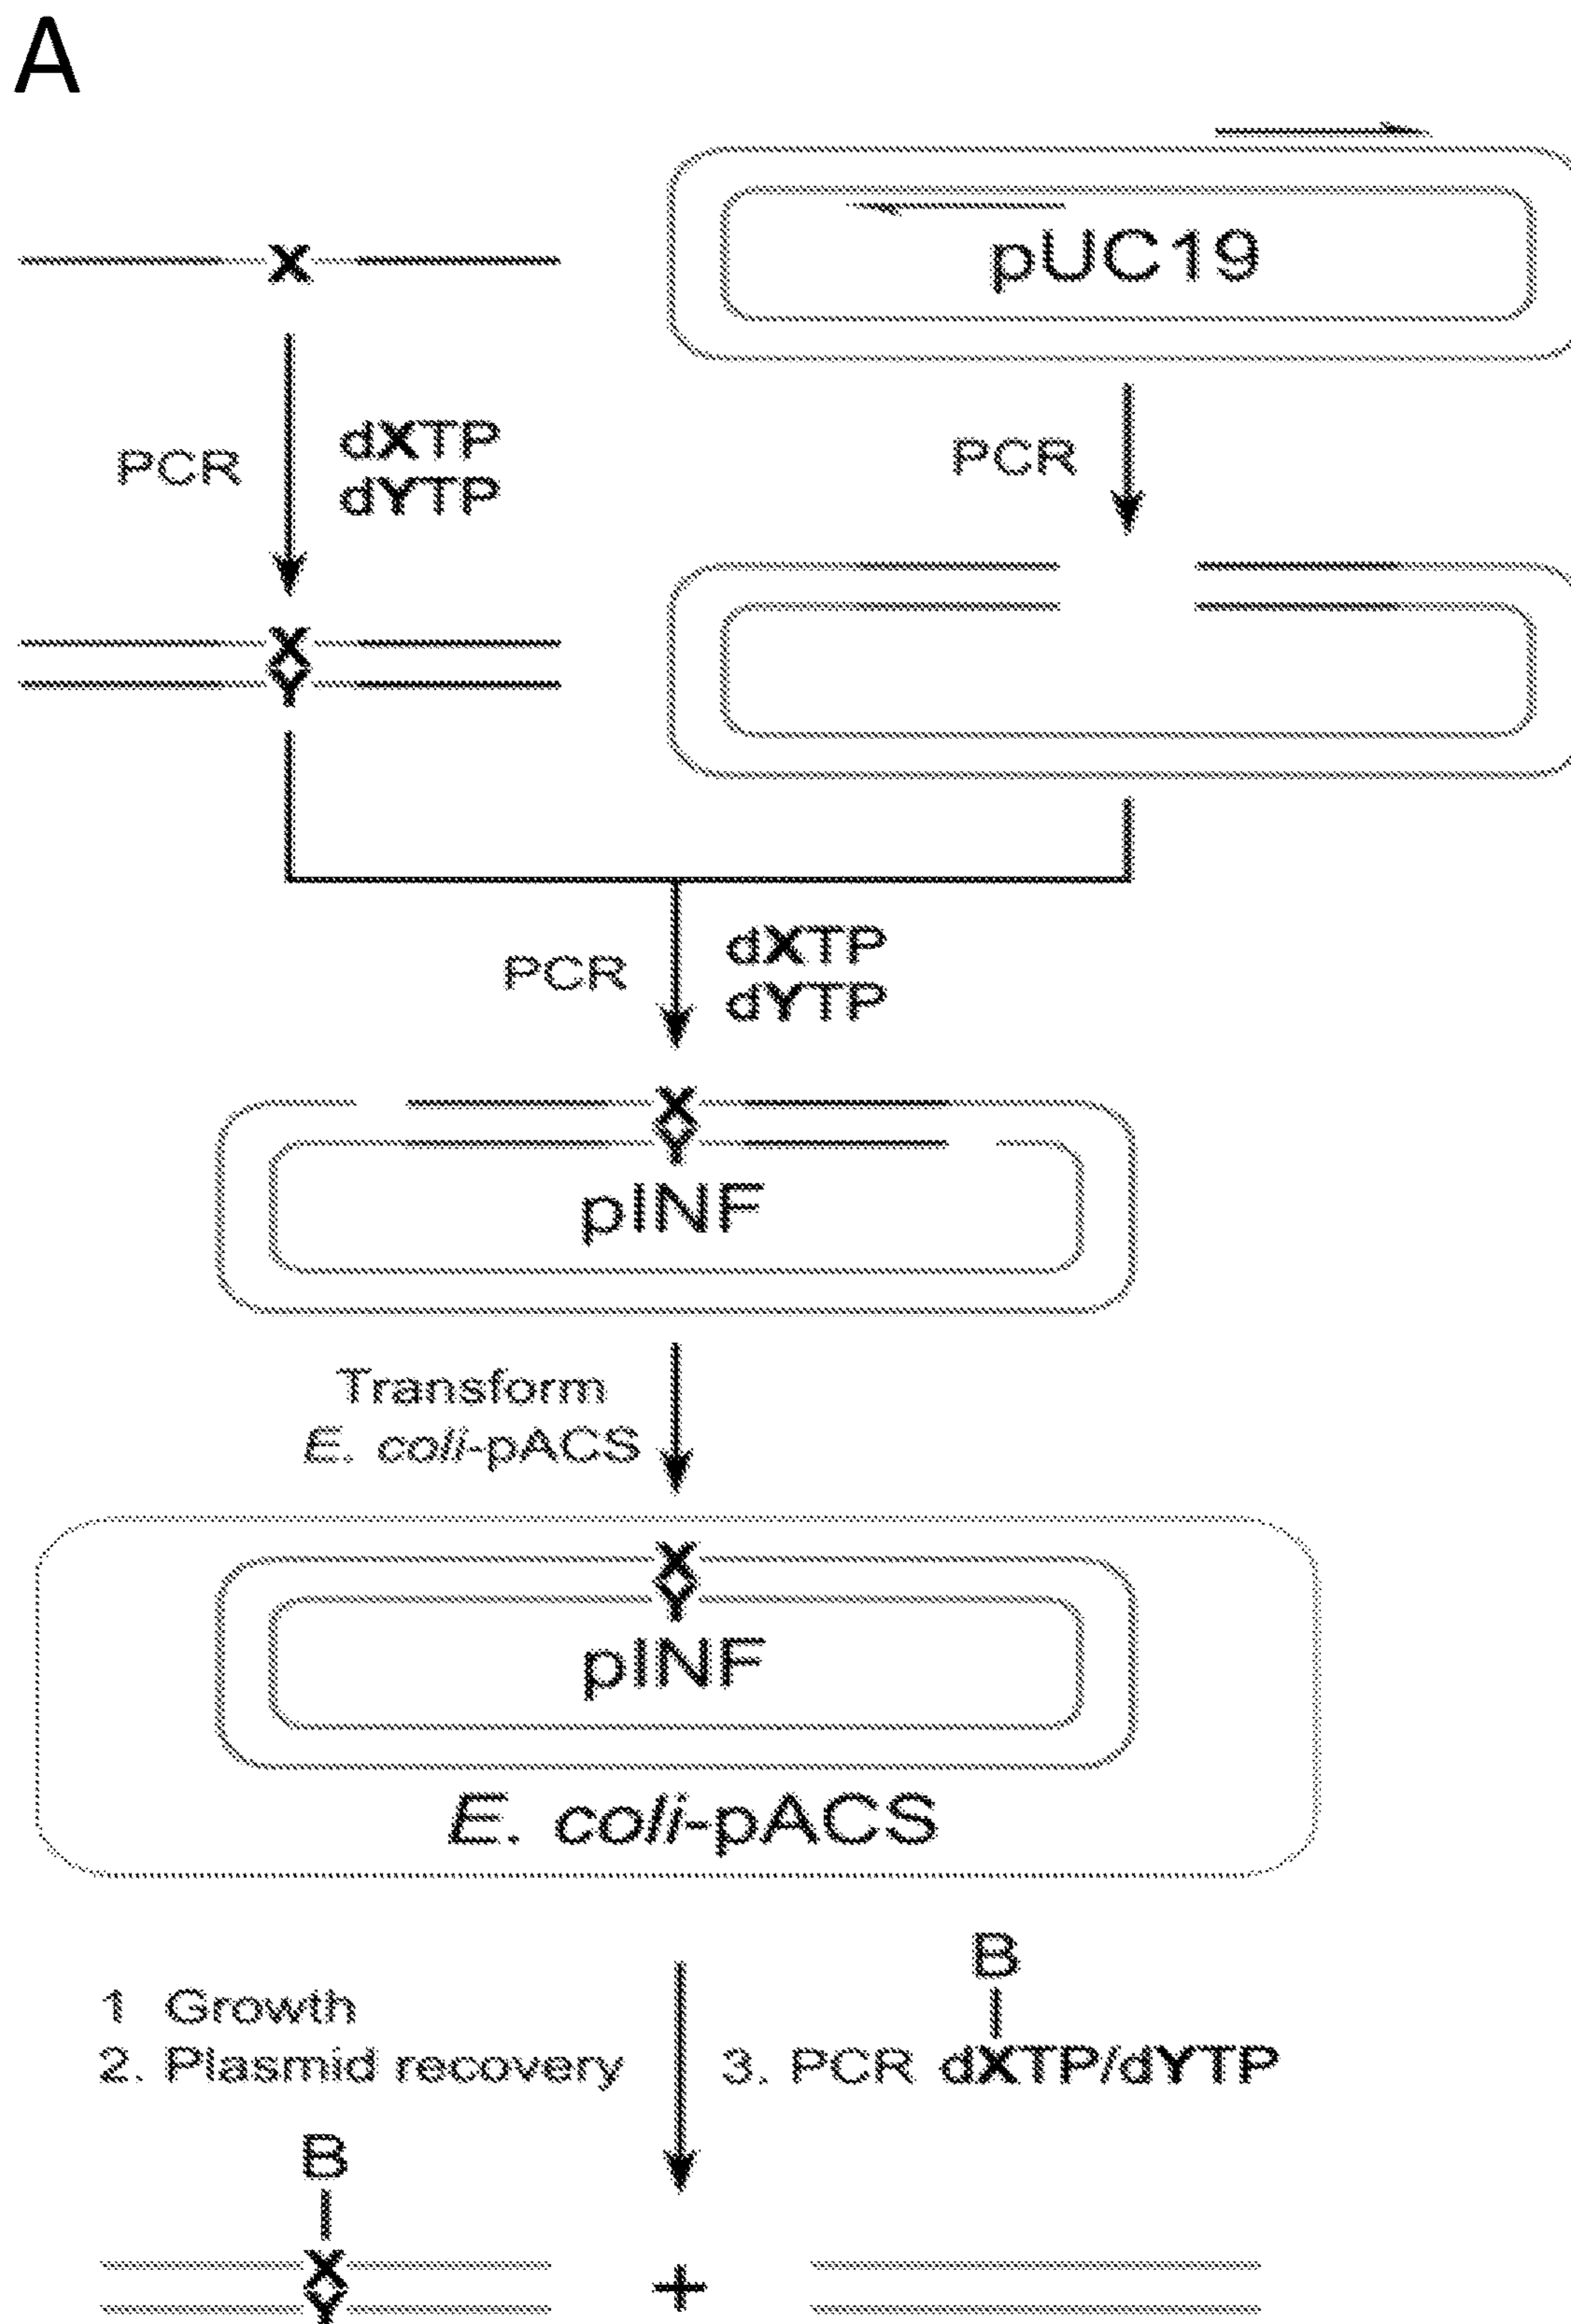 A
X
pUC19
PCR
dXTP
dYTP
PCR
X
Y
PCR
dXTP
dYTP
X
Y
pINF
Transform
E. coli-pACS
X
Y
pINF
E. coli-pACS
B
1 Growth
2. Plasmid recovery
3. PCR dXTP/dYTP
B
X
Y
+